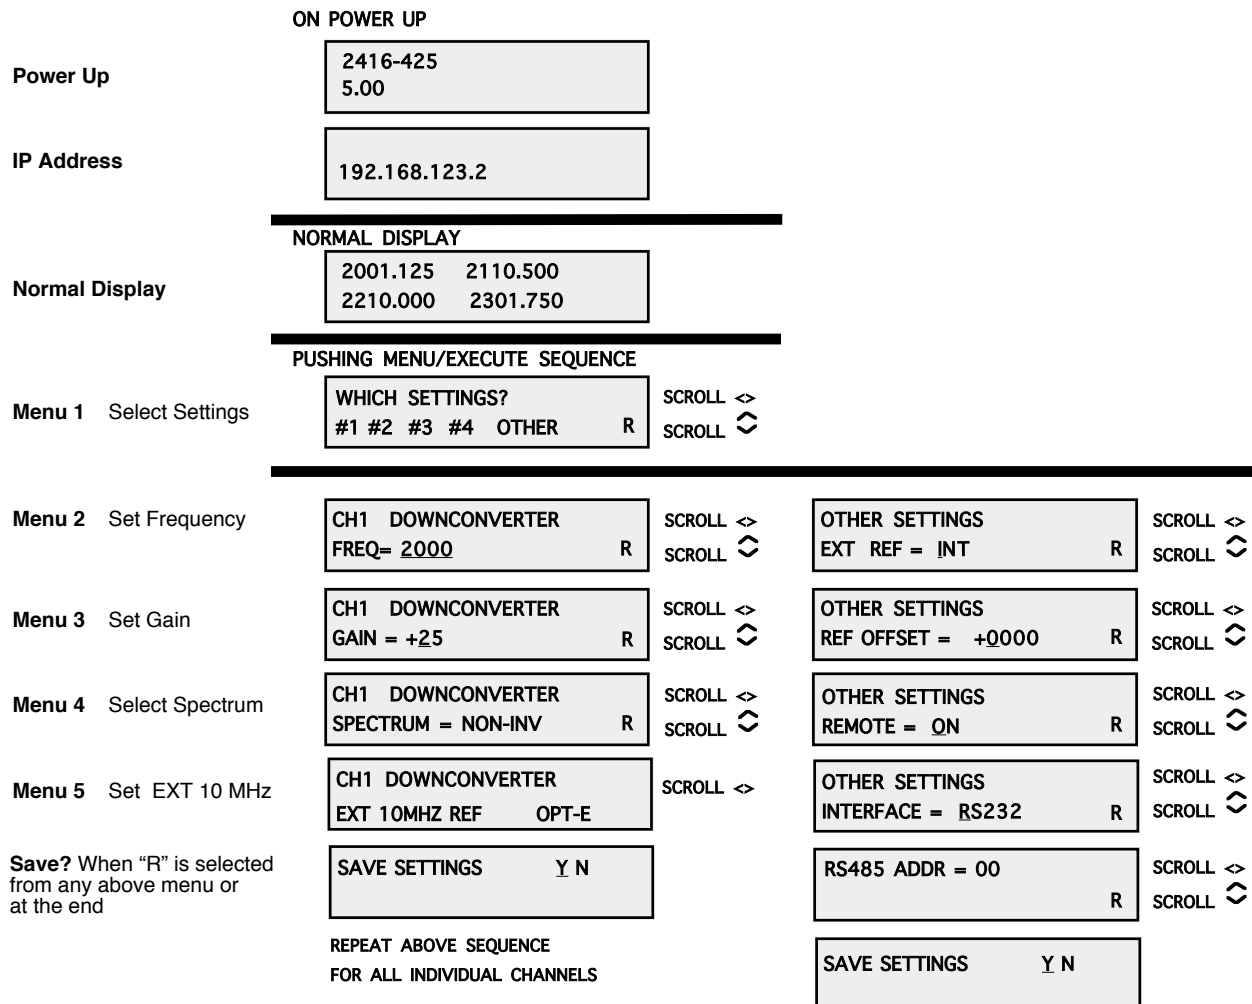 ON POWER UP
Power Up
2416-425
5.00
IP Address
192.168.123.2
NORMAL DISPLAY
Normal Display
2001.125 2110.500
2210.000 2301.750
PUSHING MENU/EXECUTE SEQUENCE
Menu 1 Select Settings
WHICH SETTINGS?
#1 #2 #3 #4 OTHER R
SCROLL <>
SCROLL
Menu 2 Set Frequency
CH1 DOWNCONVERTER
FREQ= 2000 R
SCROLL <>
SCROLL
OTHER SETTINGS
EXT REF = INT R
SCROLL <>
SCROLL
Menu 3 Set Gain
CH1 DOWNCONVERTER
GAIN = +25 R
SCROLL <>
SCROLL
OTHER SETTINGS
REF OFFSET = +0000 R
SCROLL <>
SCROLL
Menu 4 Select Spectrum
CH1 DOWNCONVERTER
SPECTRUM = NON-INV R
SCROLL <>
SCROLL
OTHER SETTINGS
REMOTE = ON R
SCROLL <>
SCROLL
Menu 5 Set EXT 10 MHz
CH1 DOWNCONVERTER
EXT 10MHZ REF OPT-E
SCROLL <>
OTHER SETTINGS
INTERFACE = RS232 R
SCROLL <>
SCROLL
Save? When “R” is selected
from any above menu or
at the end
SAVE SETTINGS Y N
RS485 ADDR = 00
R
SCROLL <>
SCROLL
REPEAT ABOVE SEQUENCE
FOR ALL INDIVIDUAL CHANNELS
SAVE SETTINGS Y N